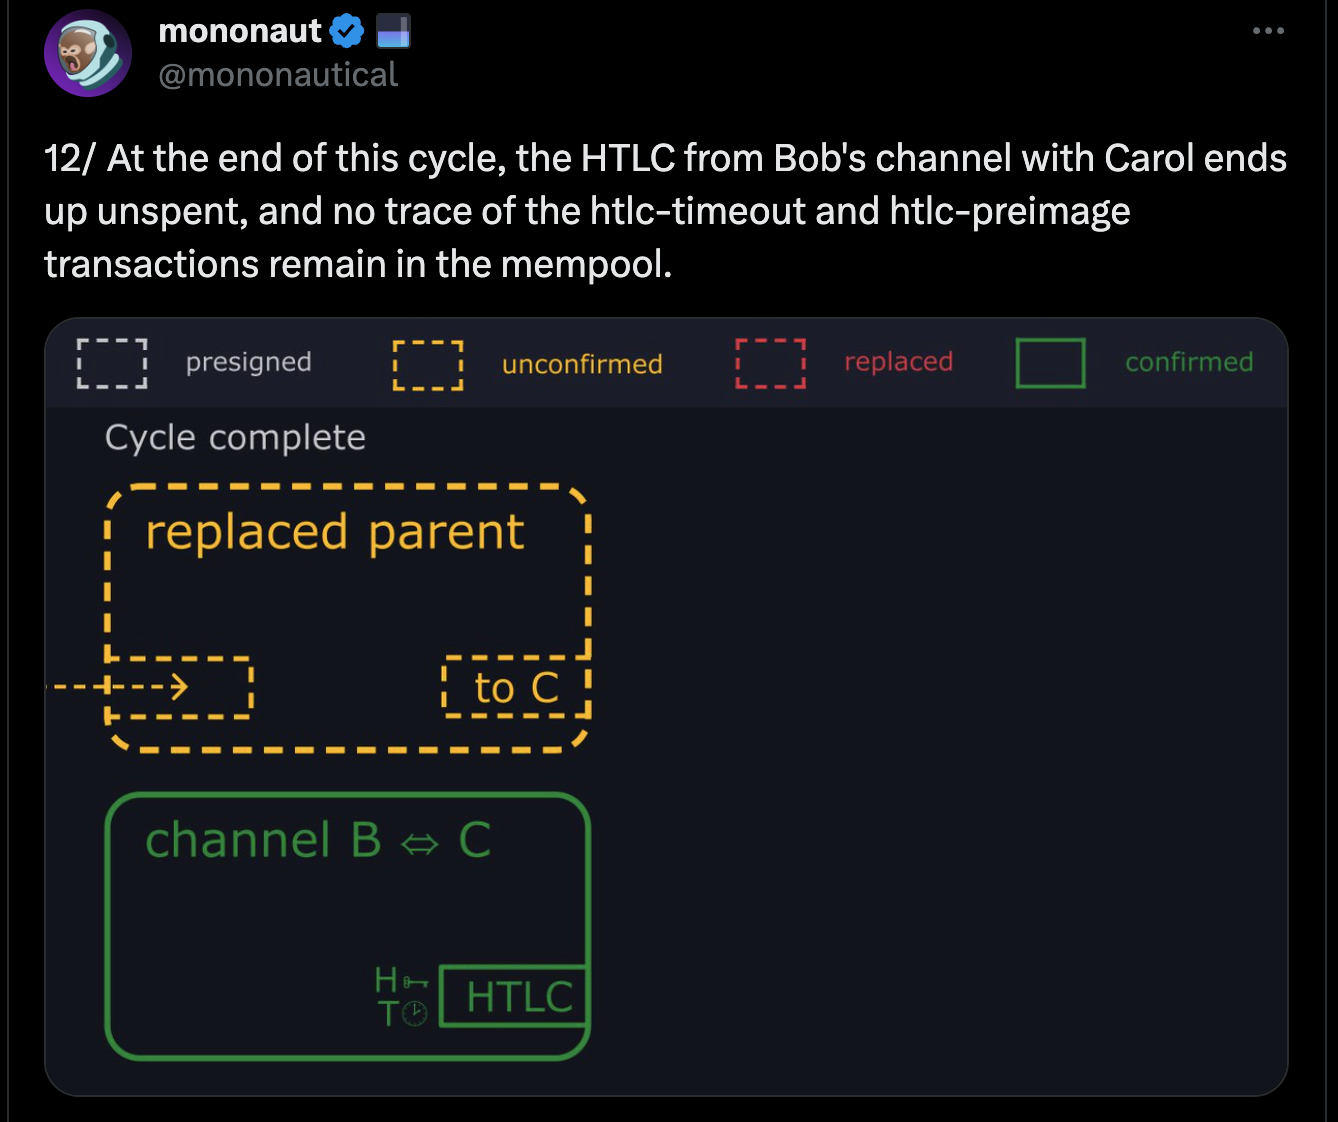 mononaut
@mononautical
12/ At the end of this cycle, the HTLC from Bob's channel with Carol ends
up unspent, and no trace of the htlc-timeout and htlc-preimage
transactions remain in the mempool.
presigned unconfirmed replaced confirmed
Cycle complete
replaced parent
to C
channel B ⇔ C
H
T
HTLC